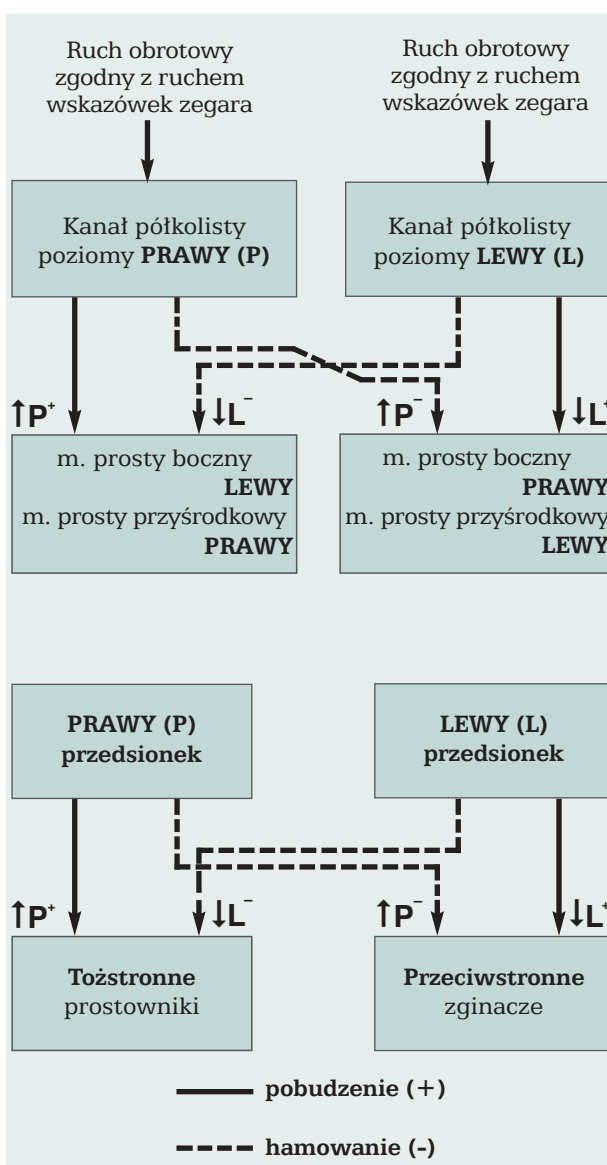 Ruch obrotowy
zgodny z ruchem
wskazówek zegara
Ruch obrotowy
zgodny z ruchem
wskazówek zegara
Kanał półkolisty
poziomy PRAWY (P)
Kanał półkolisty
poziomy LEWY (L)
↑P⁺
↓L⁻
↑P⁻
↓L⁺
m. prosty boczny
LEWY
m. prosty przyśrodkowy
PRAWY
m. prosty boczny
PRAWY
m. prosty przyśrodkowy
LEWY
PRAWY (P)
przedsionek
LEWY (L)
przedsionek
↑P⁺
↓L⁻
↑P⁻
↓L⁺
Tożstronne
prostowniki
Przeciwstronne
zginacze
pobudzenie (+)
hamowanie (-)